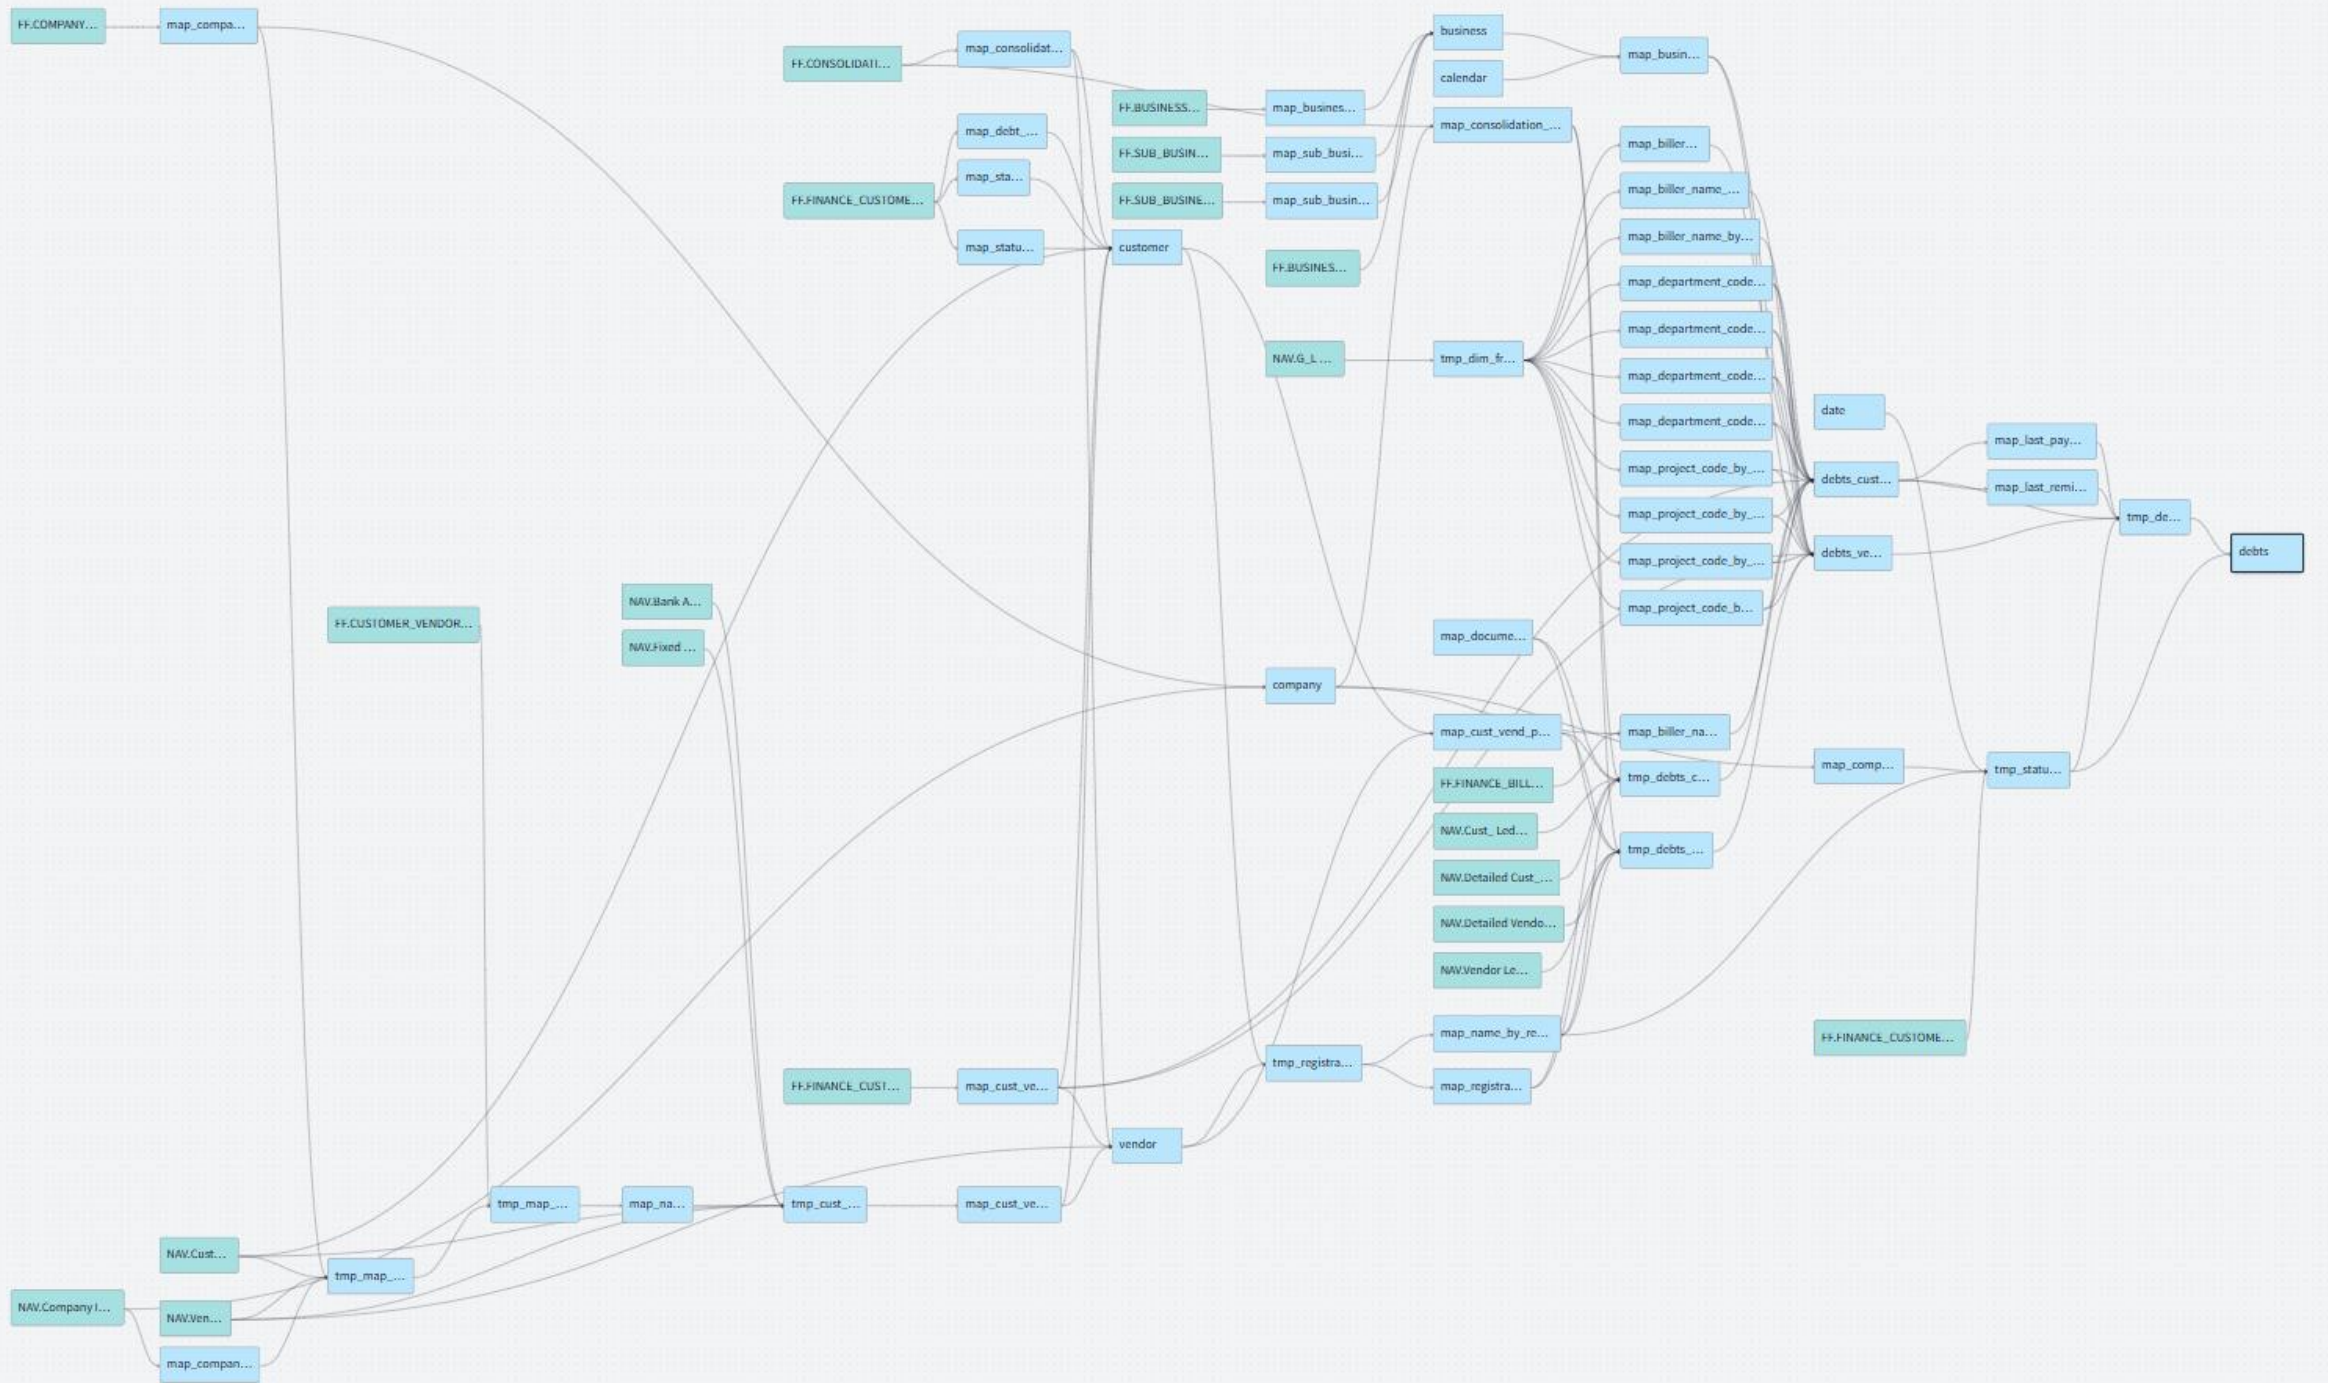 FF.COMPANY...
map_compa...
FF.CONSOLIDATI...
map_consolidat...
business
map_busin...
calendar
FF.BUSINESS...
map_busines...
map_consolidation_...
map_debt_...
FF.SUB_BUSIN...
map_sub_busi...
map_biller...
map_sta...
FF.FINANCE_CUSTOME...
FF.SUB_BUSINE...
map_sub_busin...
map_biller_name_...
map_statu...
customer
map_biller_name_by...
FF.BUSINES...
map_department_code...
map_department_code...
NAV.G_L ...
tmp_dim_fr...
map_department_code...
map_department_code...
date
map_last_pay...
map_project_code_by_...
debts_cust...
map_last_remi...
map_project_code_by_...
tmp_de...
map_project_code_by_...
debts_ve...
debts
NAV.Bank A...
map_project_code_b...
FF.CUSTOMER_VENDOR...
NAV.Fixed ...
map_docume...
company
map_cust_vend_p...
map_biller_na...
map_comp...
tmp_statu...
FF.FINANCE_BILL...
tmp_debts_c...
NAV.Cust_ Led...
tmp_debts_...
NAV.Detailed Cust_...
NAV.Detailed Vendo...
NAV.Vendor Le...
map_name_by_re...
FF.FINANCE_CUSTOME...
tmp_registra...
FF.FINANCE_CUST...
map_cust_ve...
map_registra...
vendor
tmp_map_...
map_na...
tmp_cust_...
map_cust_ve...
NAV.Cust...
tmp_map_...
NAV.Company I...
NAV.Ven...
map_compan...